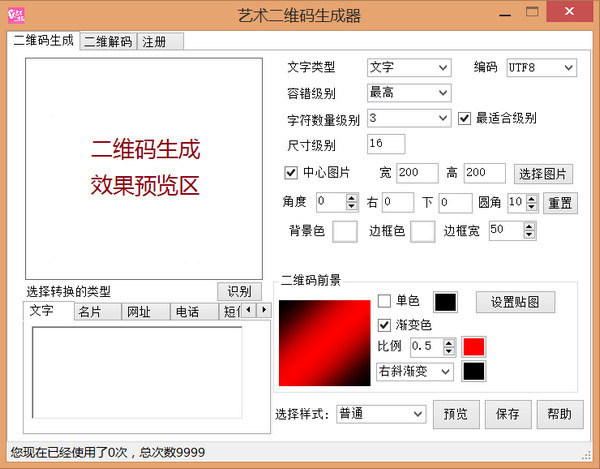 艺术二维码生成器
二维码生成 二维解码 注册
二维码生成
效果预览区
文字类型 文字 编码 UTF8
容错级别 最高
字符数量级别 3 最适合级别
尺寸级别 16
中心图片 宽 200 高 200 选择图片
角度 0 右 0 下 0 圆角 10 重置
背景色 边框色 边框宽 50
选择转换的类型 识别
文字 名片 网址 电话
二维码前景
单色 设置贴图
渐变色
比例 0.5
右斜渐变
选择样式: 普通 预览 保存 帮助
您现在已经使用了0次，总次数9999